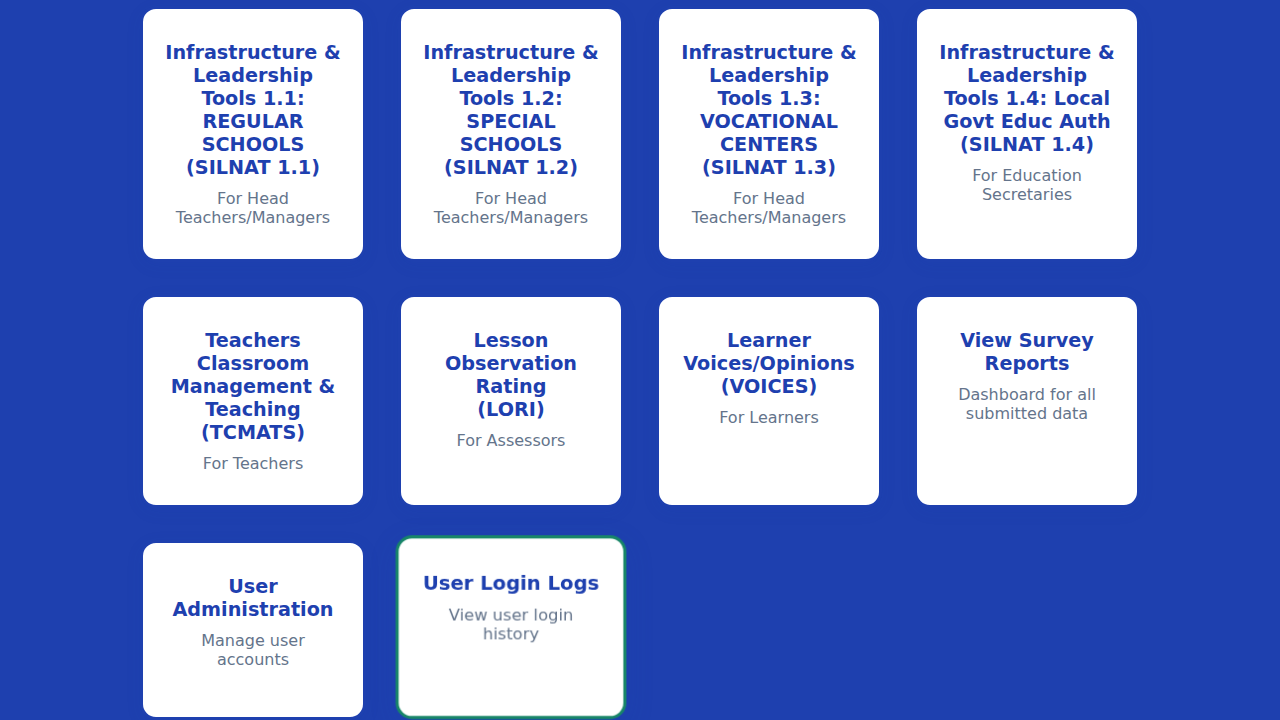 Infrastructure &
Leadership
Tools 1.1:
REGULAR
SCHOOLS
(SILNAT 1.1)
For Head
Teachers/Managers
Infrastructure &
Leadership
Tools 1.2:
SPECIAL
SCHOOLS
(SILNAT 1.2)
For Head
Teachers/Managers
Infrastructure &
Leadership
Tools 1.3:
VOCATIONAL
CENTERS
(SILNAT 1.3)
For Head
Teachers/Managers
Infrastructure &
Leadership
Tools 1.4: Local
Govt Educ Auth
(SILNAT 1.4)
For Education
Secretaries
Teachers
Classroom
Management &
Teaching
(TCMATS)
For Teachers
Lesson
Observation
Rating
(LORI)
For Assessors
Learner
Voices/Opinions
(VOICES)
For Learners
View Survey
Reports
Dashboard for all
submitted data
User
Administration
Manage user
accounts
User Login Logs
View user login
history